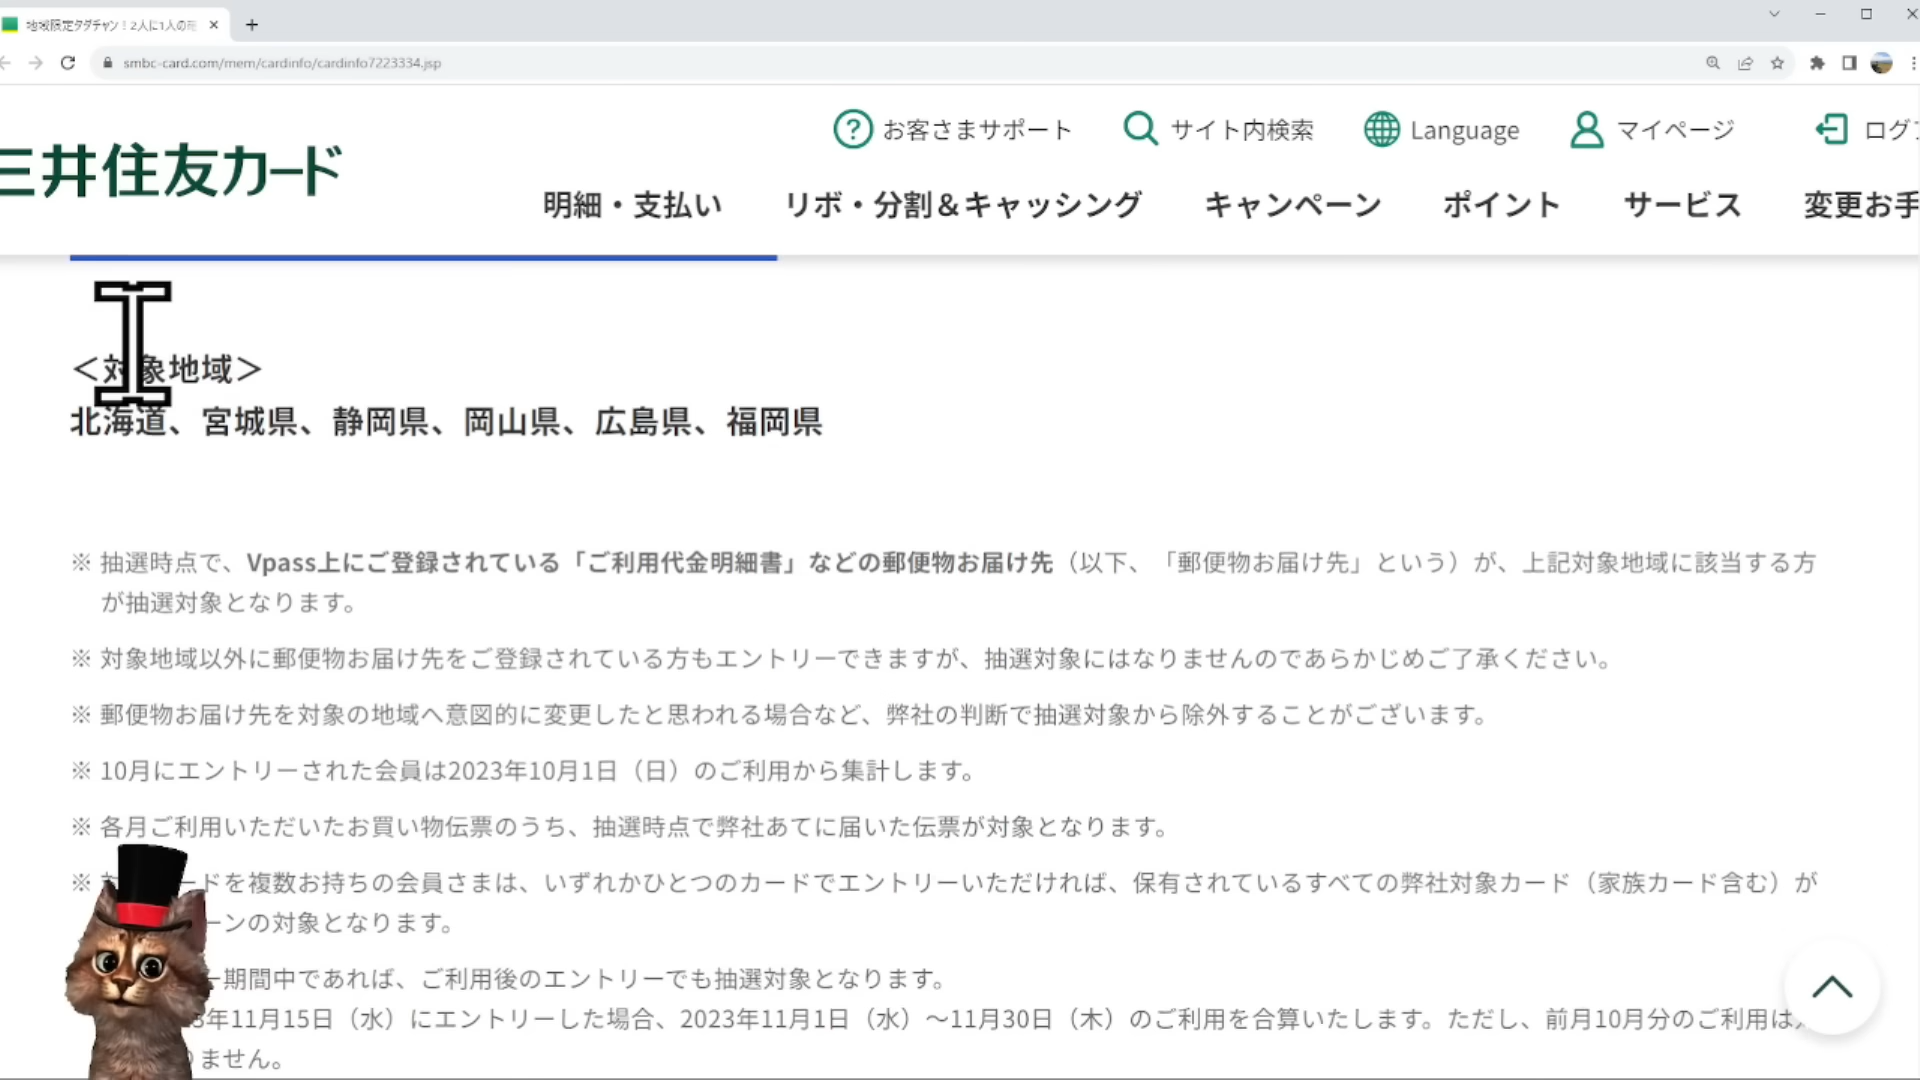 地域限定タダチャン！2人に1人の
smbc-card.com/mem/cardinfo/cardinfo7223334.jsp
お客さまサポート サイト内検索 Language マイページ ログ
三井住友カード
明細・支払い リボ・分割＆キャッシング キャンペーン ポイント サービス 変更お手
＜対象地域＞
北海道、宮城県、静岡県、岡山県、広島県、福岡県
※ 抽選時点で、Vpass上にご登録されている「ご利用代金明細書」などの郵便物お届け先（以下、「郵便物お届け先」という）が、上記対象地域に該当する方
が抽選対象となります。
※ 対象地域以外に郵便物お届け先をご登録されている方もエントリーできますが、抽選対象にはなりませんのであらかじめご了承ください。
※ 郵便物お届け先を対象の地域へ意図的に変更したと思われる場合など、弊社の判断で抽選対象から除外することがございます。
※ 10月にエントリーされた会員は2023年10月1日（日）のご利用から集計します。
※ 各月ご利用いただいたお買い物伝票のうち、抽選時点で弊社あてに届いた伝票が対象となります。
※ ードを複数お持ちの会員さまは、いずれかひとつのカードでエントリーいただければ、保有されているすべての弊社対象カード（家族カード含む）が
ーンの対象となります。
ー期間中であれば、ご利用後のエントリーでも抽選対象となります。
3年11月15日（水）にエントリーした場合、2023年11月1日（水）～11月30日（木）のご利用を合算いたします。ただし、前月10月分のご利用は
ません。